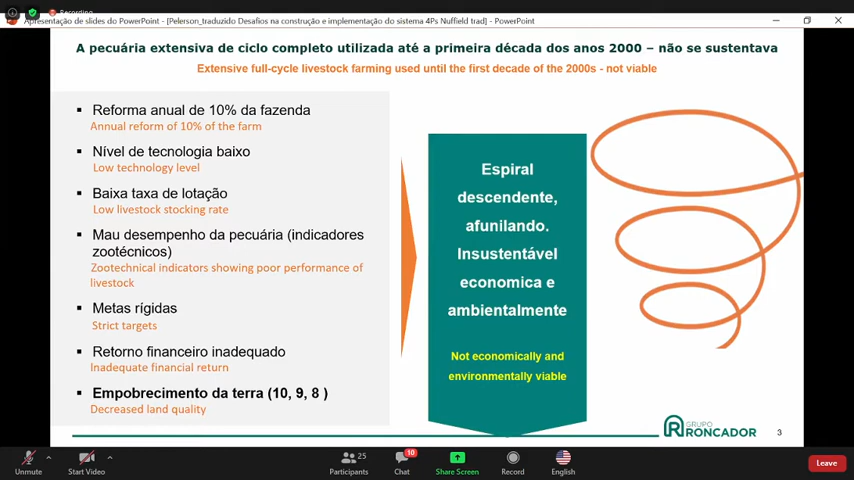 Recording
Apresentação de slides do PowerPoint - [Pelerson_traduzido Desafios na construção e implementação do sistema 4Ps Nuffield trad] - PowerPoint
A pecuária extensiva de ciclo completo utilizada até a primeira década dos anos 2000 – não se sustentava
Extensive full-cycle livestock farming used until the first decade of the 2000s - not viable
▪ Reforma anual de 10% da fazenda
Annual reform of 10% of the farm
▪ Nível de tecnologia baixo
Low technology level
▪ Baixa taxa de lotação
Low livestock stocking rate
▪ Mau desempenho da pecuária (indicadores
zootécnicos)
Zootechnical indicators showing poor performance of
livestock
▪ Metas rígidas
Strict targets
▪ Retorno financeiro inadequado
Inadequate financial return
▪ Empobrecimento da terra (10, 9, 8 )
Decreased land quality
Espiral
descendente,
afunilando.
Insustentável
economica e
ambientalmente
Not economically and
environmentally viable
GRUPO
RONCADOR
3
Unmute
Start Video
25
Participants
10
Chat
Share Screen
Record
English
Leave